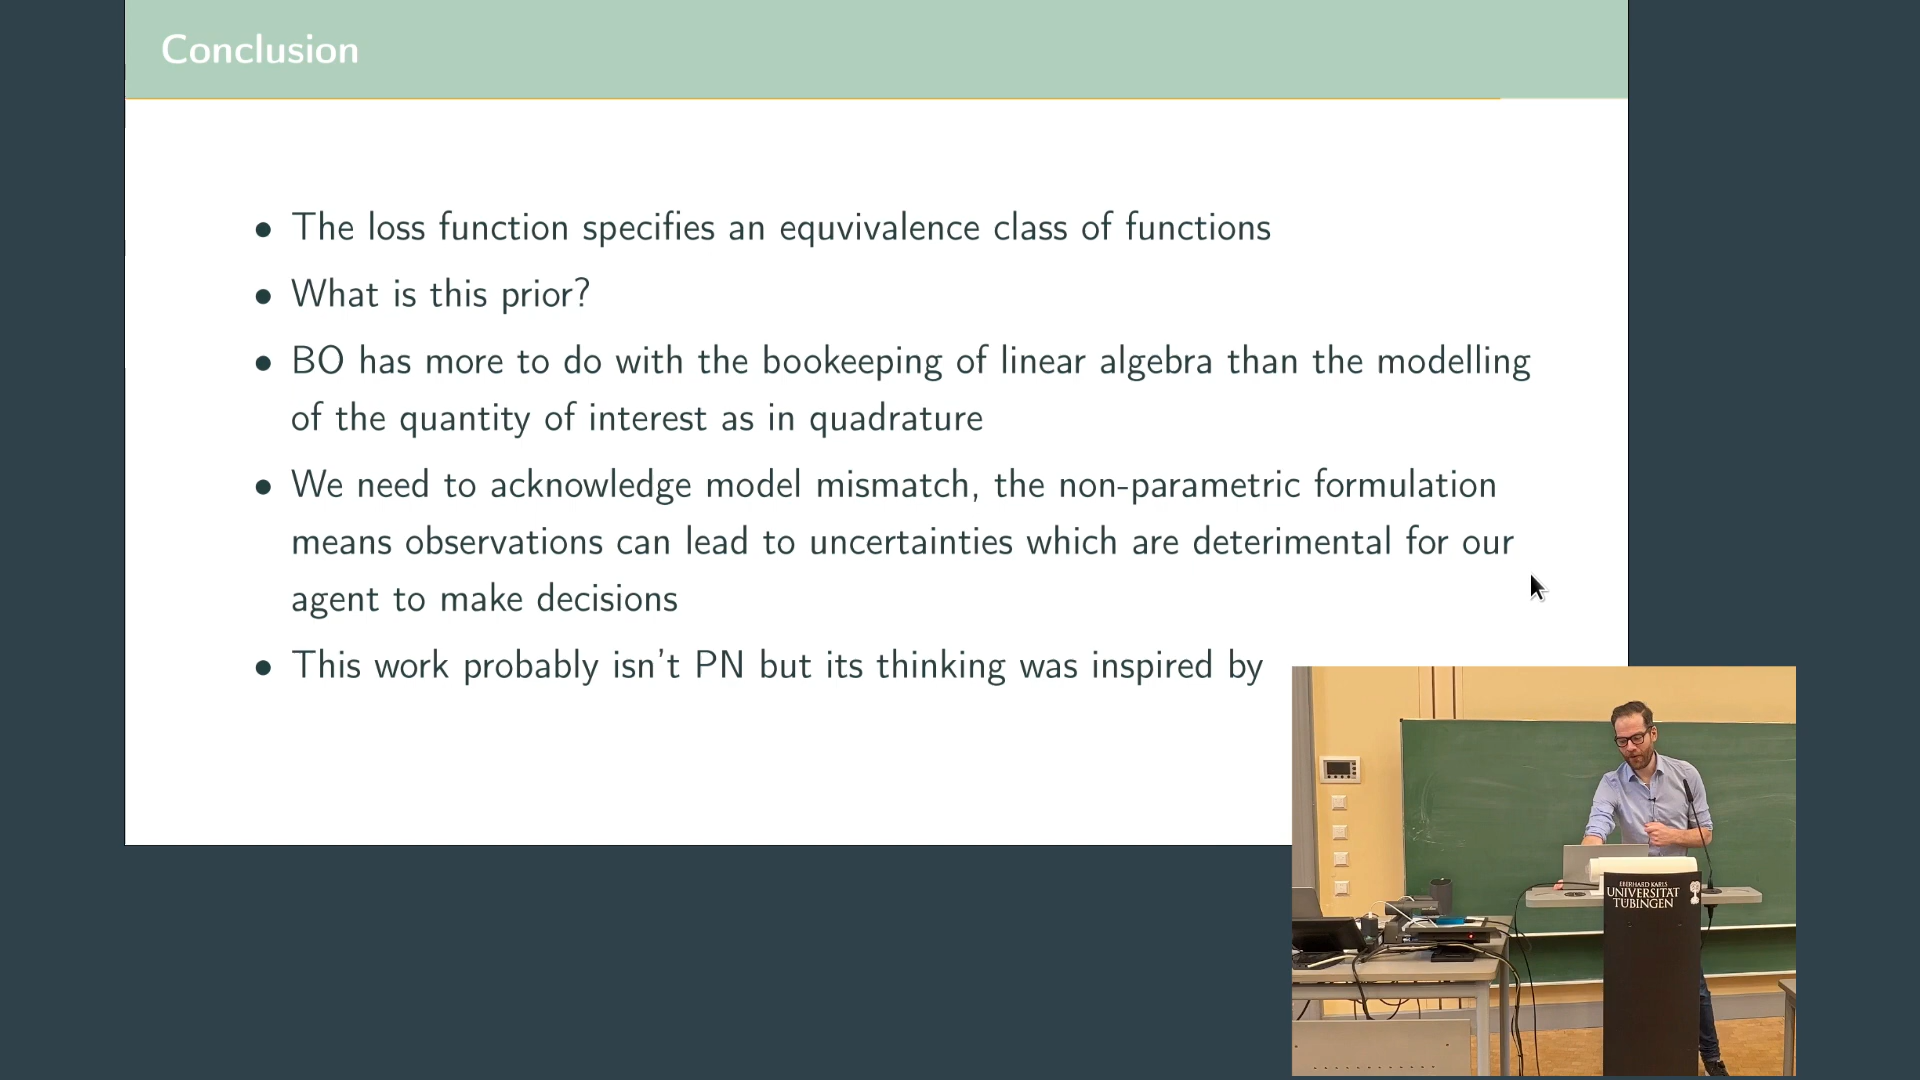 Conclusion
• The loss function specifies an equvivalence class of functions
• What is this prior?
• BO has more to do with the bookeeping of linear algebra than the modelling
of the quantity of interest as in quadrature
• We need to acknowledge model mismatch, the non-parametric formulation
means observations can lead to uncertainties which are deterimental for our
agent to make decisions
• This work probably isn't PN but its thinking was inspired by
EBERHARD KARLS
UNIVERSITÄT
TÜBINGEN